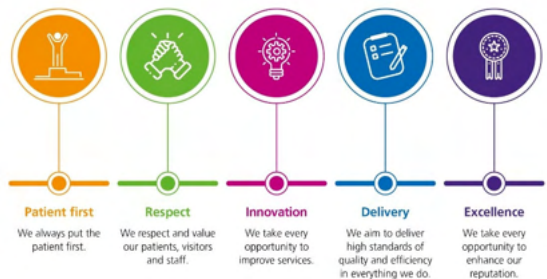 Patient first
We always put the
patient first.
Respect
We respect and value
our patients, visitors
and staff.
Innovation
We take every
opportunity to
improve services.
Delivery
We aim to deliver
high standards of
quality and efficiency
in everything we do.
Excellence
We take every
opportunity to
enhance our
reputation.